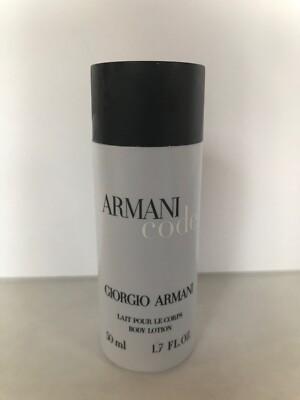 ARMANI
code
GIORGIO ARMANI
LAIT POUR LE CORPS
BODY LOTION
50 ml 1.7 FL.OZ